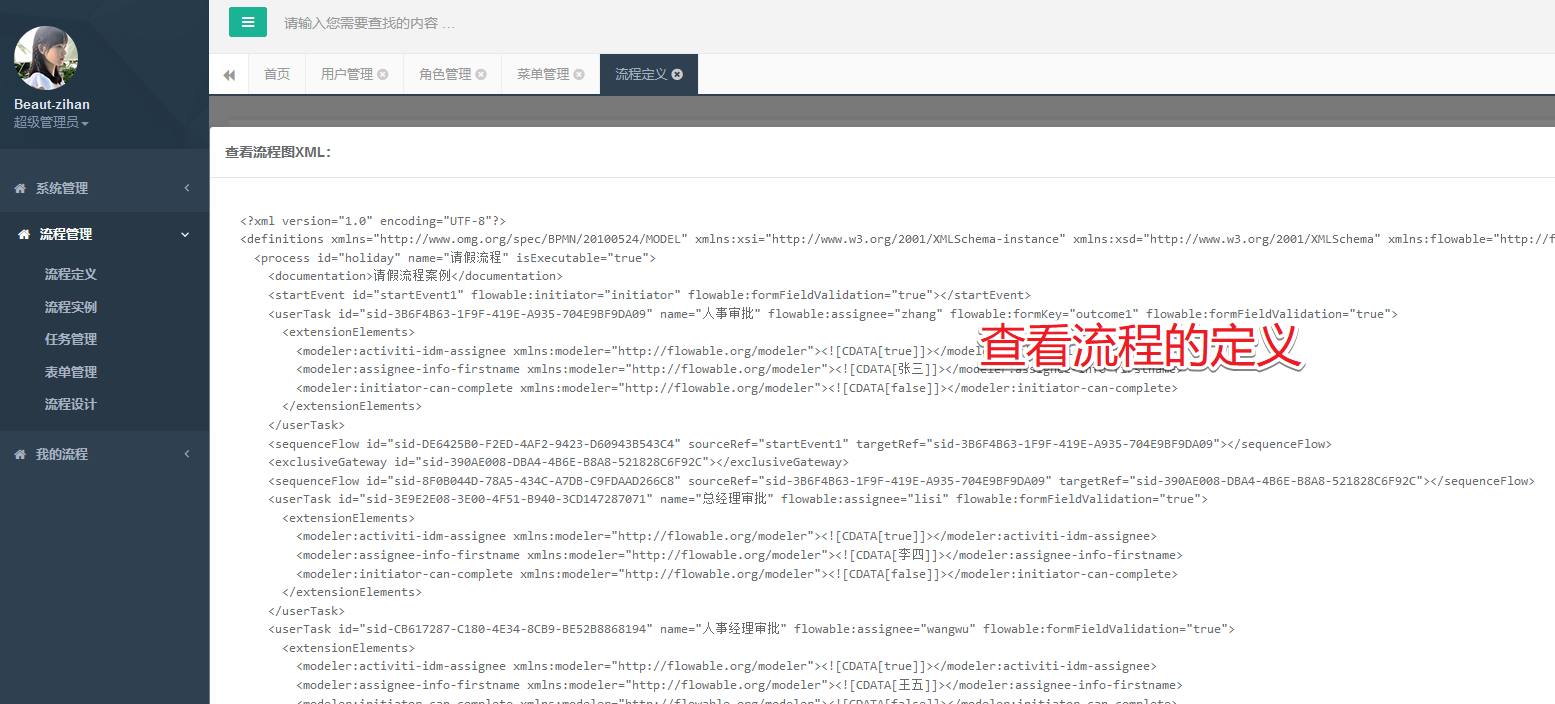 请输入您需要查找的内容 …
首页
用户管理
角色管理
菜单管理
流程定义
Beaut-zihan
超级管理员
系统管理
流程管理
流程定义
流程实例
任务管理
表单管理
流程设计
我的流程
查看流程图XML：
<?xml version="1.0" encoding="UTF-8"?>
<definitions xmlns="http://www.omg.org/spec/BPMN/20100524/MODEL" xmlns:xsi="http://www.w3.org/2001/XMLSchema-instance" xmlns:xsd="http://www.w3.org/2001/XMLSchema" xmlns:flowable="http://f
<process id="holiday" name="请假流程" isExecutable="true">
<documentation>请假流程案例</documentation>
<startEvent id="startEvent1" flowable:initiator="initiator" flowable:formFieldValidation="true"></startEvent>
<userTask id="sid-3B6F4B63-1F9F-419E-A935-704E9BF9DA09" name="人事审批" flowable:assignee="zhang" flowable:formKey="outcome1" flowable:formFieldValidation="true">
<extensionElements>
<modeler:activiti-idm-assignee xmlns:modeler="http://flowable.org/modeler"><![CDATA[true]]></mode
<modeler:assignee-info-firstname xmlns:modeler="http://flowable.org/modeler"><![CDATA[张三]]></modeler:assignee-info-firstname>
<modeler:initiator-can-complete xmlns:modeler="http://flowable.org/modeler"><![CDATA[false]]></modeler:initiator-can-complete>
</extensionElements>
</userTask>
<sequenceFlow id="sid-DE6425B0-F2ED-4AF2-9423-D60943B543C4" sourceRef="startEvent1" targetRef="sid-3B6F4B63-1F9F-419E-A935-704E9BF9DA09"></sequenceFlow>
<exclusiveGateway id="sid-390AE008-DBA4-4B6E-B8A8-521828C6F92C"></exclusiveGateway>
<sequenceFlow id="sid-8F0B044D-78A5-434C-A7DB-C9FDAAD266C8" sourceRef="sid-3B6F4B63-1F9F-419E-A935-704E9BF9DA09" targetRef="sid-390AE008-DBA4-4B6E-B8A8-521828C6F92C"></sequenceFlow>
<userTask id="sid-3E9E2E08-3E00-4F51-B940-3CD147287071" name="总经理审批" flowable:assignee="lisi" flowable:formFieldValidation="true">
<extensionElements>
<modeler:activiti-idm-assignee xmlns:modeler="http://flowable.org/modeler"><![CDATA[true]]></modeler:activiti-idm-assignee>
<modeler:assignee-info-firstname xmlns:modeler="http://flowable.org/modeler"><![CDATA[李四]]></modeler:assignee-info-firstname>
<modeler:initiator-can-complete xmlns:modeler="http://flowable.org/modeler"><![CDATA[false]]></modeler:initiator-can-complete>
</extensionElements>
</userTask>
<userTask id="sid-CB617287-C180-4E34-8CB9-BE52B8868194" name="人事经理审批" flowable:assignee="wangwu" flowable:formFieldValidation="true">
<extensionElements>
<modeler:activiti-idm-assignee xmlns:modeler="http://flowable.org/modeler"><![CDATA[true]]></modeler:activiti-idm-assignee>
<modeler:assignee-info-firstname xmlns:modeler="http://flowable.org/modeler"><![CDATA[王五]]></modeler:assignee-info-firstname>
<modeler:initiator-can-complete xmlns:modeler="http://flowable.org/modeler"><![CDATA[false]]></modeler:initiator-can-complete>
查看流程的定义